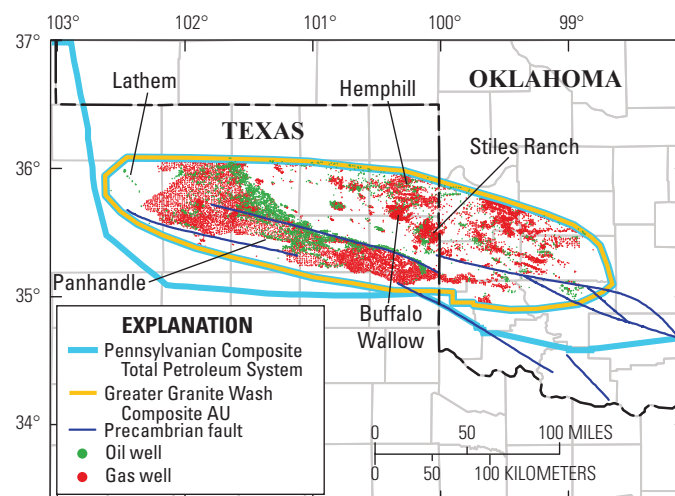 103°
102°
101°
100°
99°
37°
36°
35°
34°
Lathem
Hemphill
OKLAHOMA
TEXAS
Stiles Ranch
Panhandle
Buffalo
Wallow
EXPLANATION
Pennsylvanian Composite
Total Petroleum System
Greater Granite Wash
Composite AU
Precambrian fault
Oil well
Gas well
0 50 100 MILES
0 50 100 KILOMETERS